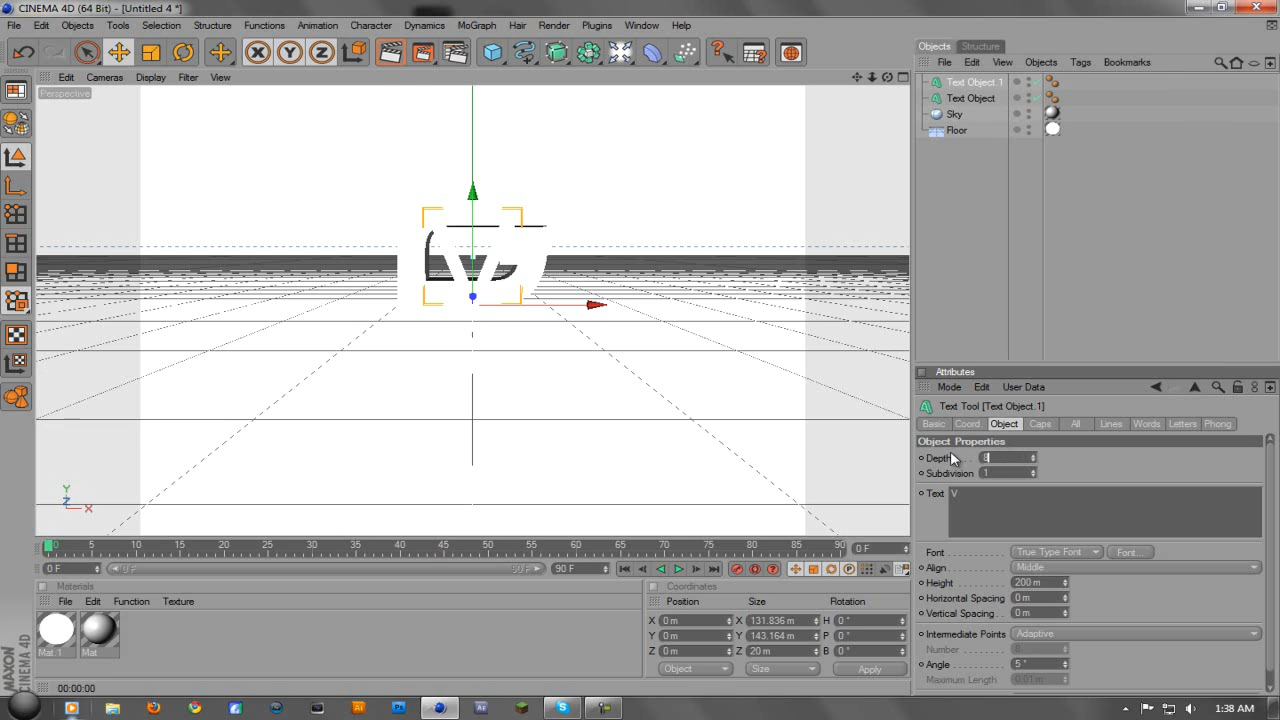 CINEMA 4D (64 Bit) - [Untitled 4 *]
File Edit Objects Tools Selection Structure Functions Animation Character Dynamics MoGraph Hair Render Plugins Window Help
Edit Cameras Display Filter View
Perspective
Y
Z X
0 5 10 15 20 25 30 35 40 45 50 55 60 65 70 75 80 85 90
0 F
0 F
0 F
90 F
90 F
Materials
File Edit Function Texture
Mat.1 Mat
00:00:00
MAXON
CINEMA 4D
Coordinates
Position Size Rotation
X 0 m X 131.836 m H 0 °
Y 0 m Y 143.164 m P 0 °
Z 0 m Z 20 m B 0 °
Object Size Apply
Objects Structure
File Edit View Objects Tags Bookmarks
Text Object.1
Text Object
Sky
Floor
Attributes
Mode Edit User Data
Text Tool [Text Object.1]
Basic Coord. Object Caps All Lines Words Letters Phong
Object Properties
Depth 8
Subdivision 1
Text V
Font True Type Font Font...
Align Middle
Height 200 m
Horizontal Spacing 0 m
Vertical Spacing 0 m
Intermediate Points Adaptive
Number 8
Angle 5 °
Maximum Length 0.01 m
1:38 AM